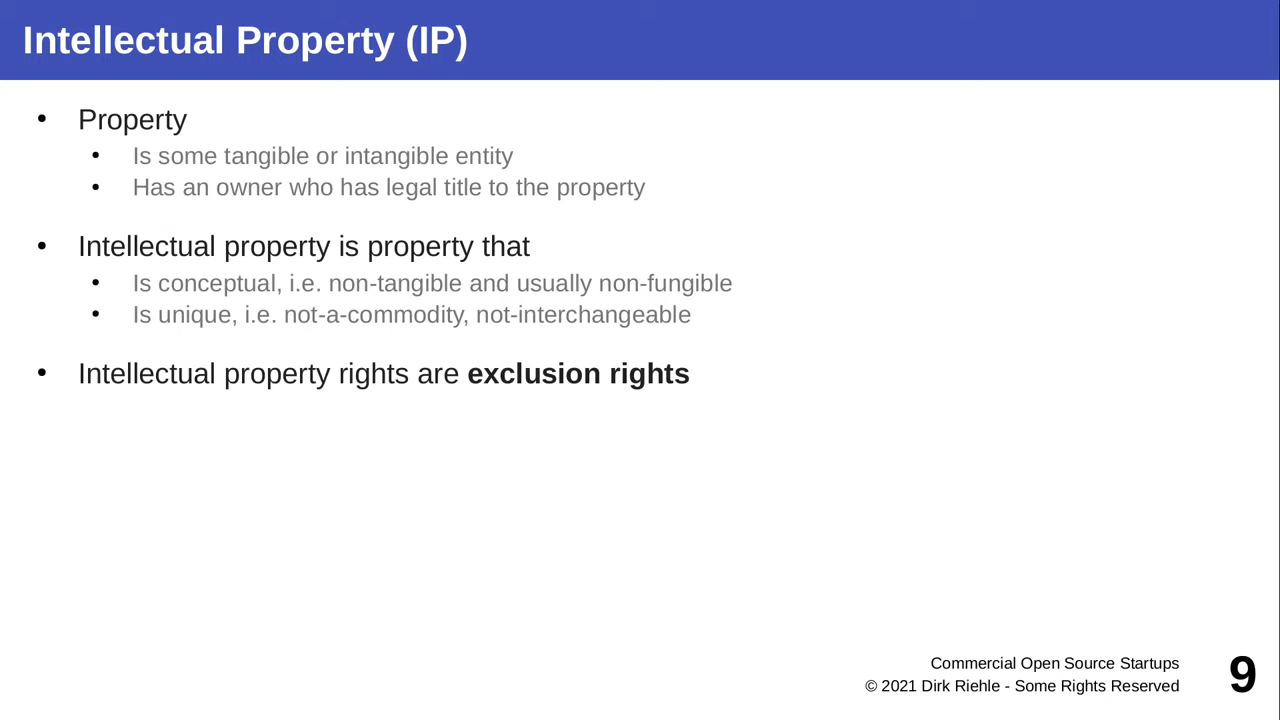 Intellectual Property (IP)
• Property
• Is some tangible or intangible entity
• Has an owner who has legal title to the property
• Intellectual property is property that
• Is conceptual, i.e. non-tangible and usually non-fungible
• Is unique, i.e. not-a-commodity, not-interchangeable
• Intellectual property rights are exclusion rights
Commercial Open Source Startups
© 2021 Dirk Riehle - Some Rights Reserved
9